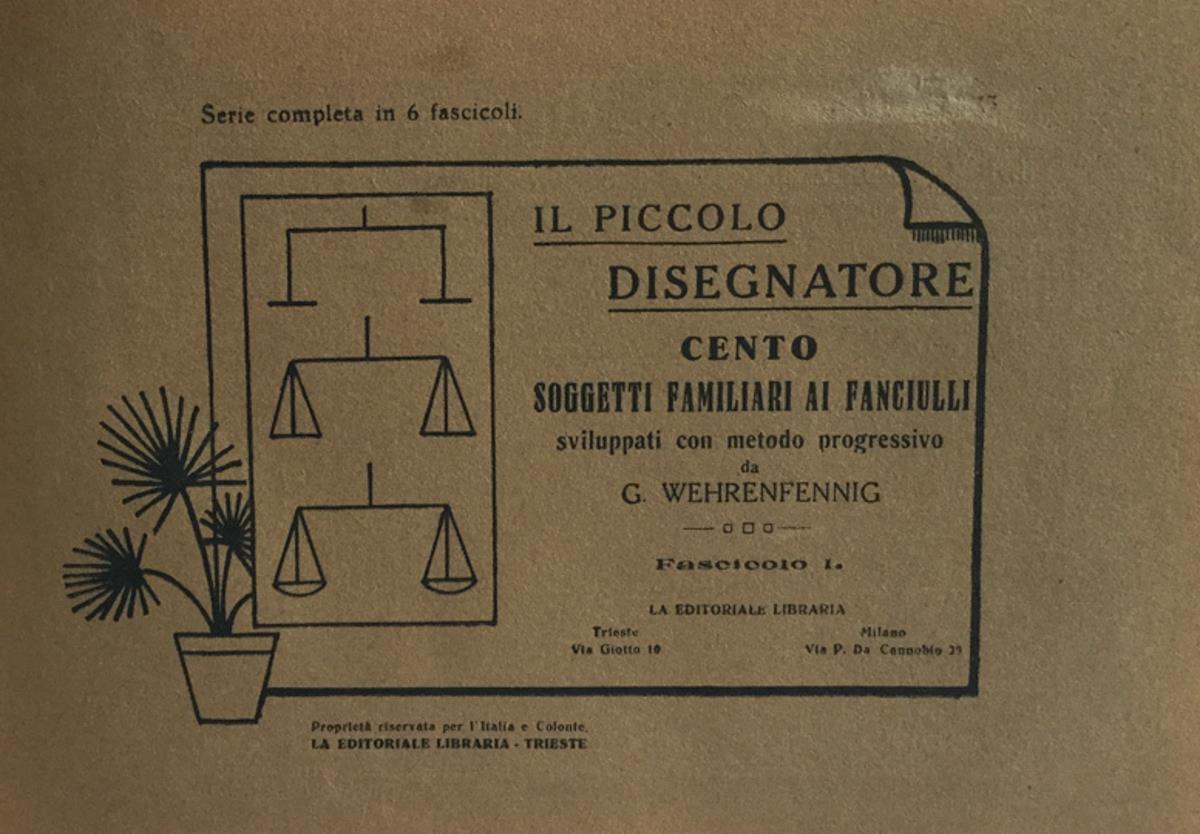 Serie completa in 6 fascicoli.
IL PICCOLO
DISEGNATORE
CENTO
SOGGETTI FAMILIARI AI FANCIULLI
sviluppati con metodo progressivo
da
G. WEHRENFENNIG
Fascicolo I.
LA EDITORIALE LIBRARIA
Trieste Milano
Via Giotto 10 Via P. Da Cannobio
Proprietà riservata per l'Italia e Colonie.
LA EDITORIALE LIBRARIA - TRIESTE